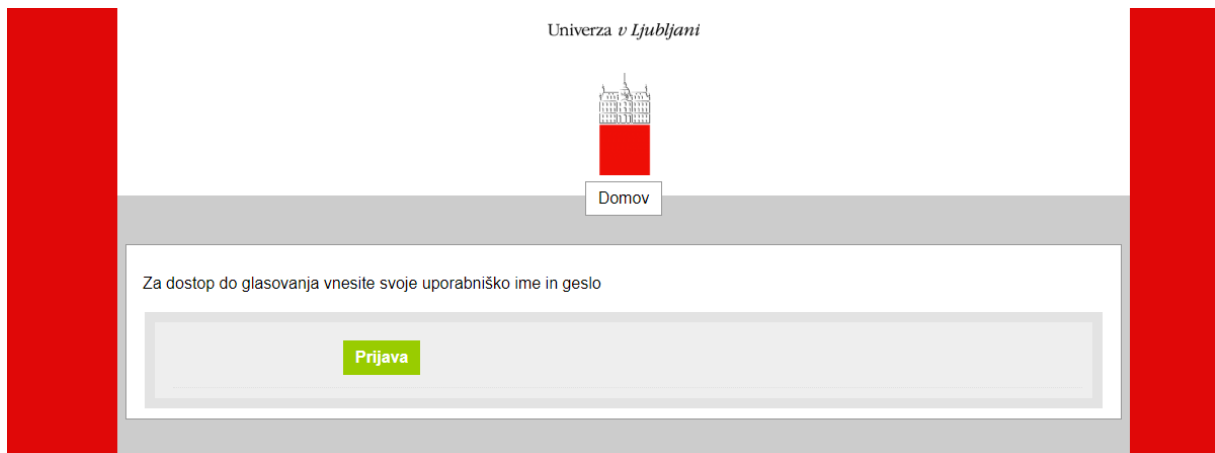 Univerza v Ljubljani
Domov
Za dostop do glasovanja vnesite svoje uporabniško ime in geslo
Prijava